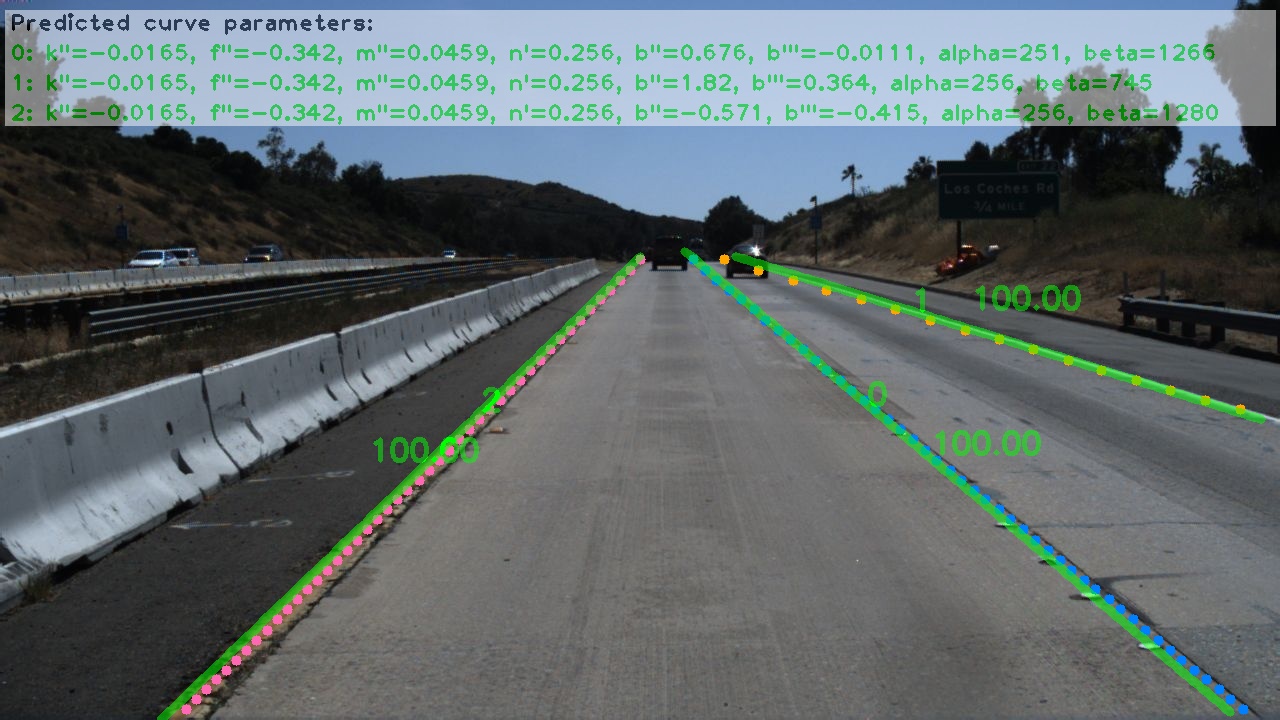 Predicted curve parameters:
0: k''=-0.0165, f''=-0.342, m''=0.0459, n'=0.256, b''=0.676, b'''=-0.0111, alpha=251, beta=1266
1: k''=-0.0165, f''=-0.342, m''=0.0459, n'=0.256, b''=1.82, b'''=0.364, alpha=256, beta=745
2: k''=-0.0165, f''=-0.342, m''=0.0459, n'=0.256, b''=-0.571, b'''=-0.415, alpha=256, beta=1280
Los Coches Rd
3/4 MILE
1 100.00
2
0
100.00
100.00